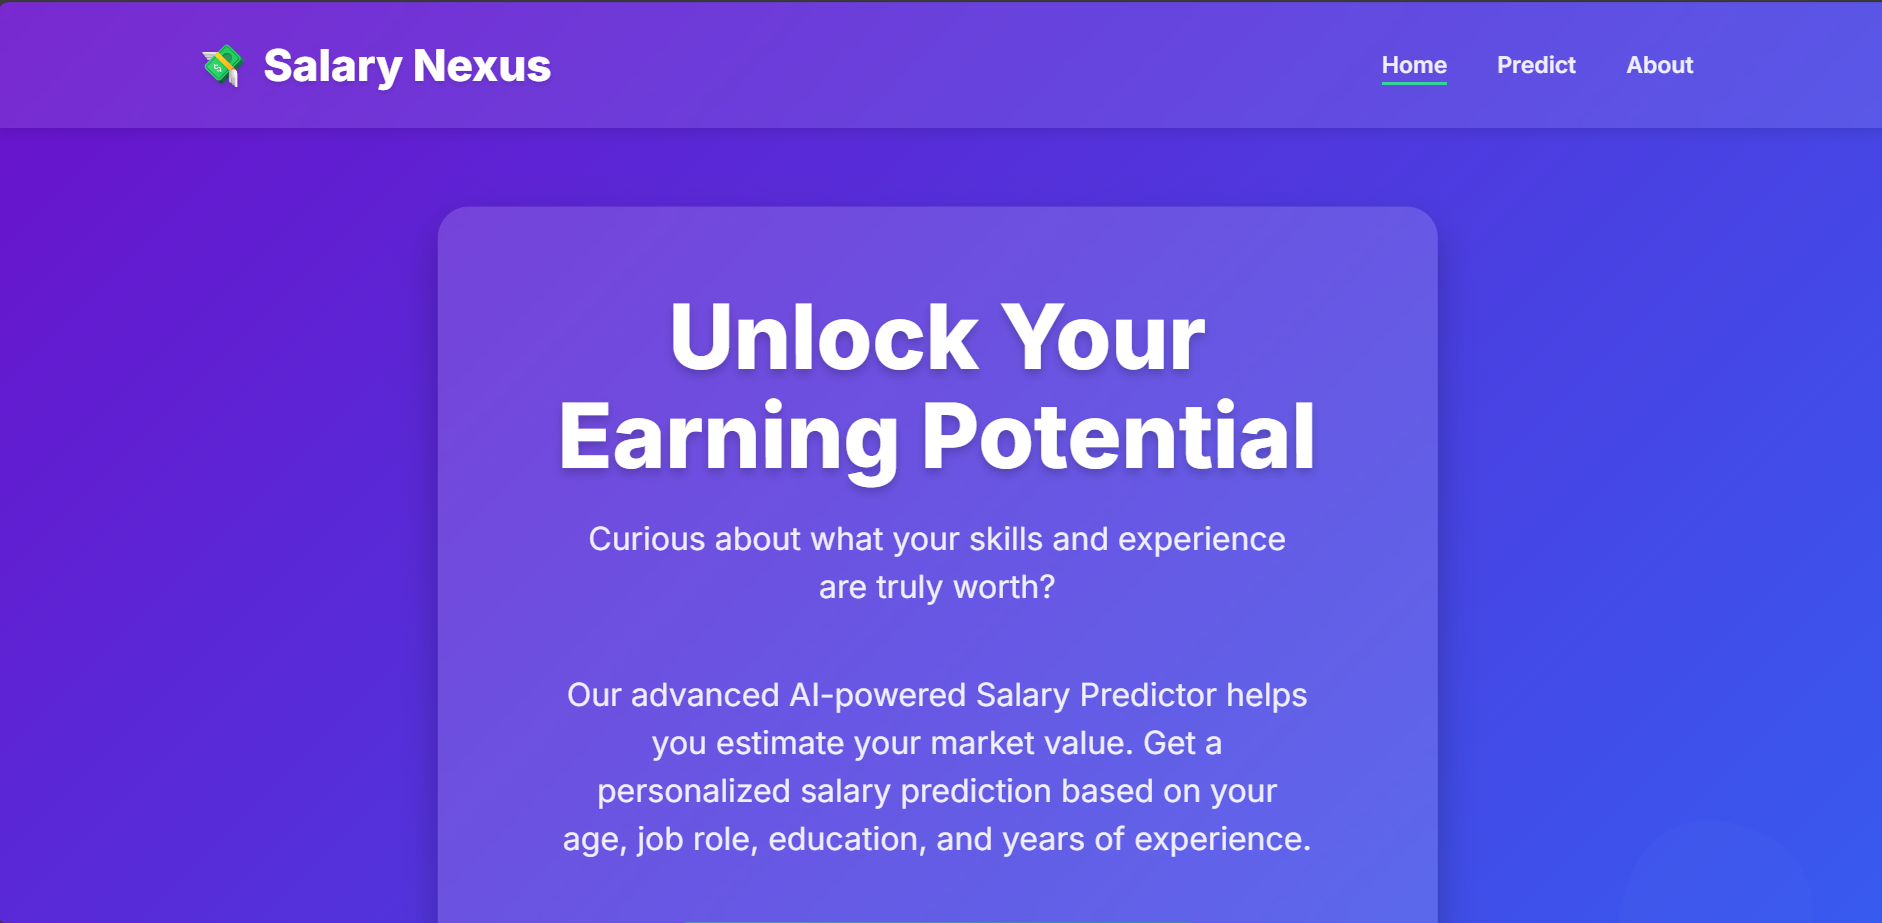 Salary Nexus
Home
Predict
About
Unlock Your
Earning Potential
Curious about what your skills and experience
are truly worth?
Our advanced AI-powered Salary Predictor helps
you estimate your market value. Get a
personalized salary prediction based on your
age, job role, education, and years of experience.